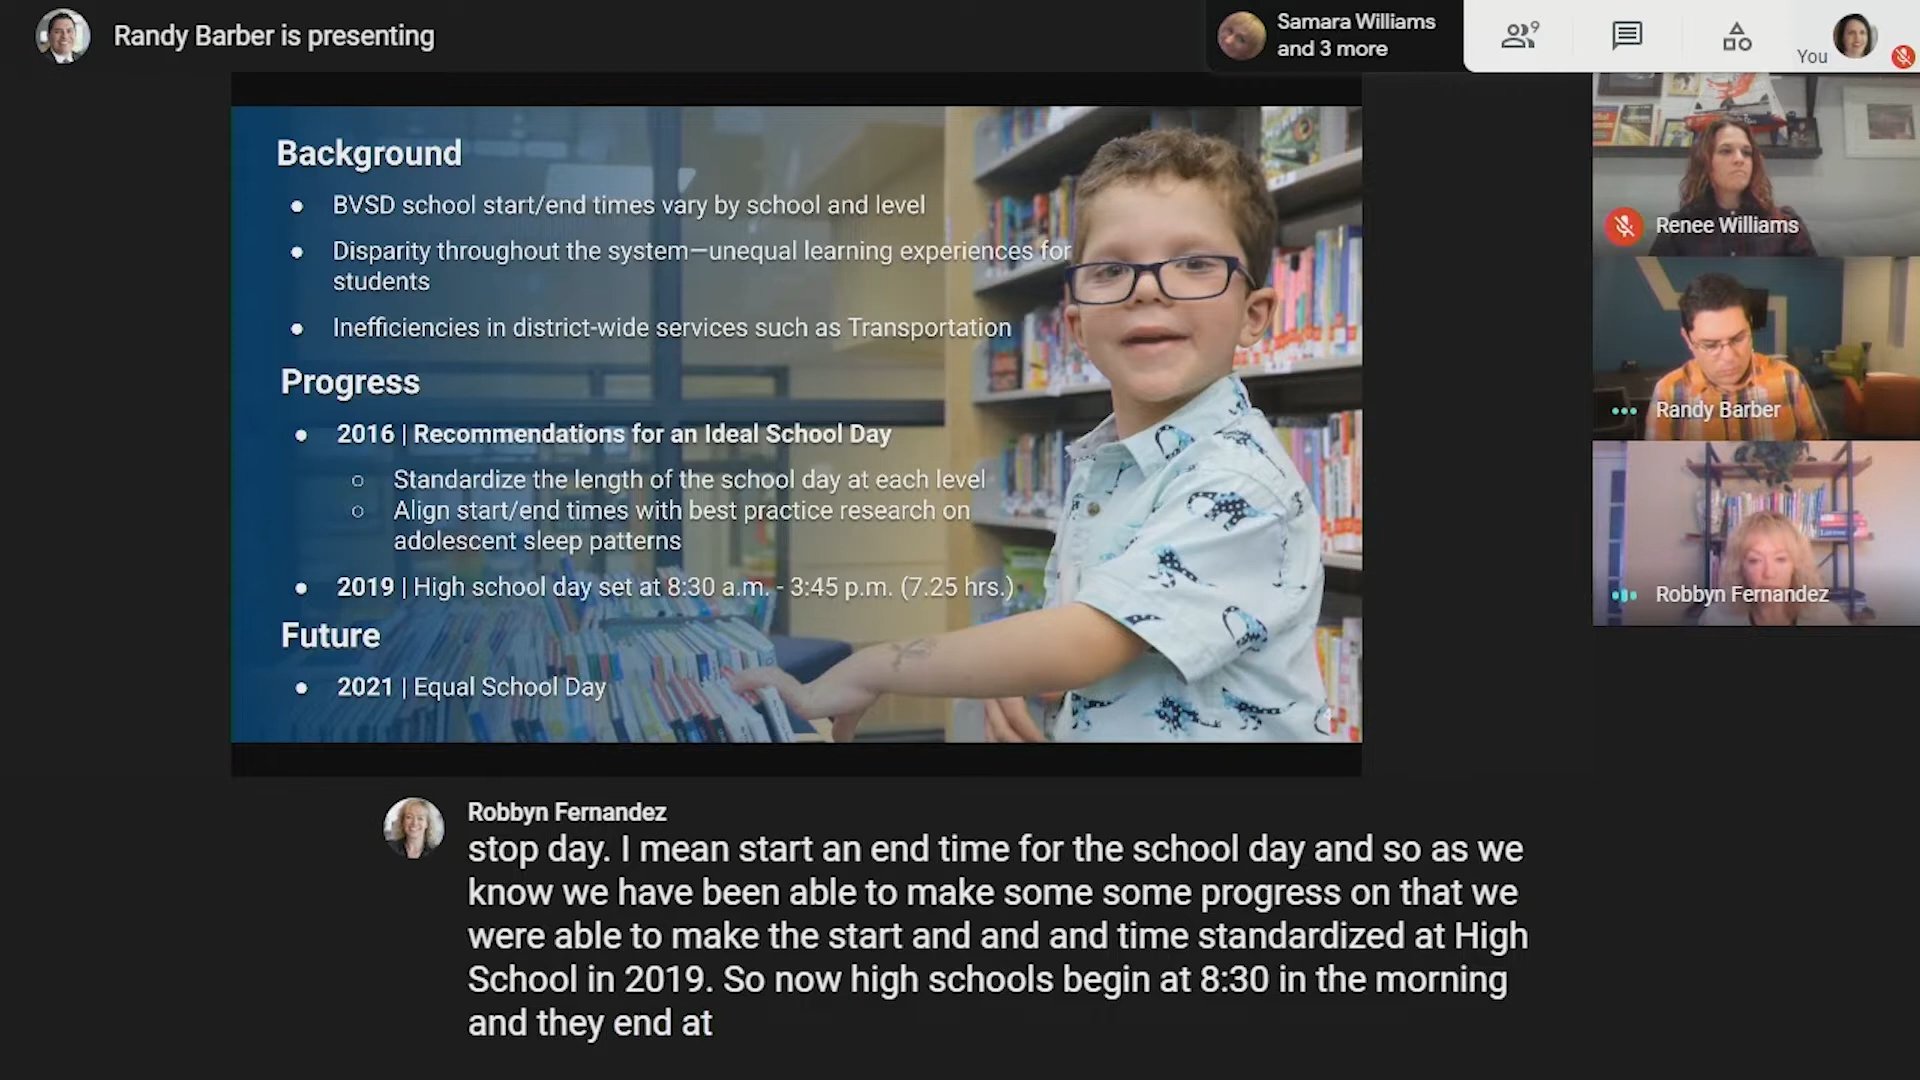 Randy Barber is presenting
Samara Williams
and 3 more
9
You
Background
● BVSD school start/end times vary by school and level
● Disparity throughout the system—unequal learning experiences for
students
● Inefficiencies in district-wide services such as Transportation
Progress
● 2016 | Recommendations for an Ideal School Day
○ Standardize the length of the school day at each level
○ Align start/end times with best practice research on
adolescent sleep patterns
● 2019 | High school day set at 8:30 a.m. - 3:45 p.m. (7.25 hrs.)
Future
● 2021 | Equal School Day
Renee Williams
Randy Barber
Robbyn Fernandez
Robbyn Fernandez
stop day. I mean start an end time for the school day and so as we
know we have been able to make some some progress on that we
were able to make the start and and and time standardized at High
School in 2019. So now high schools begin at 8:30 in the morning
and they end at